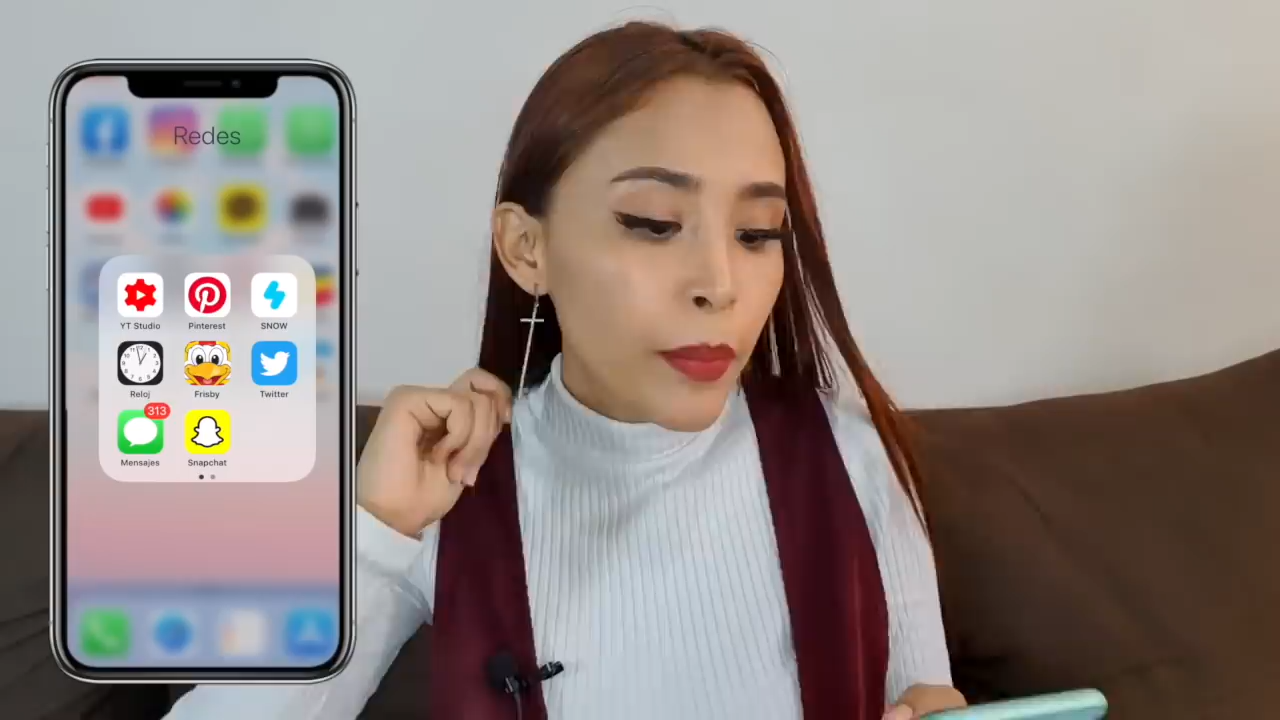 Redes
YT Studio Pinterest SNOW
Reloj Frisby Twitter
313
Mensajes Snapchat